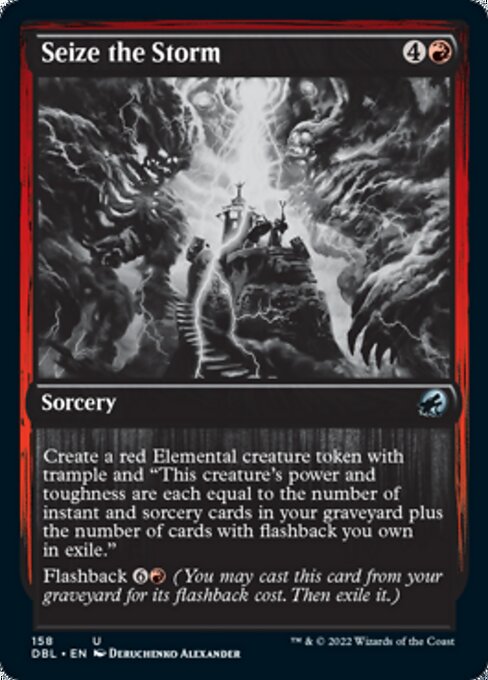 Seize the Storm 4
Sorcery
Create a red Elemental creature token with
trample and “This creature’s power and
toughness are each equal to the number of
instant and sorcery cards in your graveyard plus
the number of cards with flashback you own
in exile.”
Flashback 6 (You may cast this card from your
graveyard for its flashback cost. Then exile it.)
158 U
DBL • EN Deruchenko Alexander
™ & © 2022 Wizards of the Coast